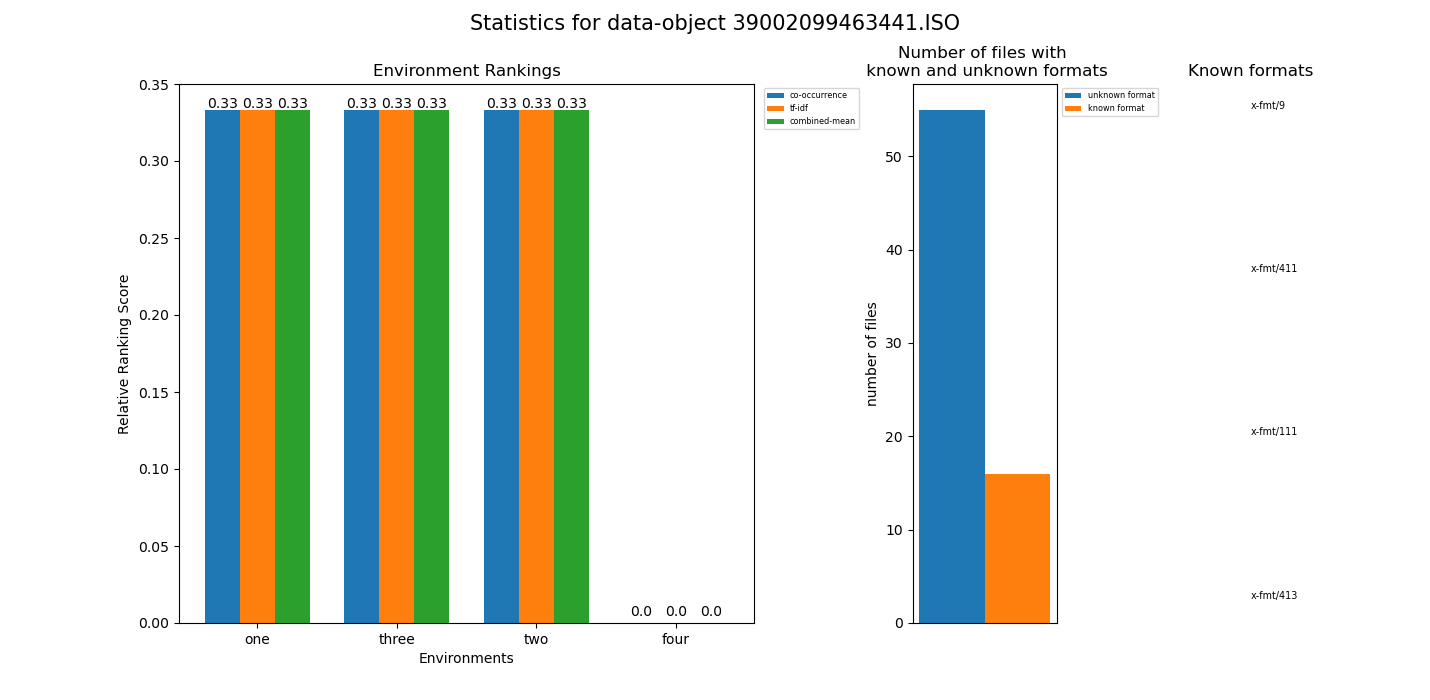 Statistics for data-object 39002099463441.ISO
Environment Rankings
0.35
0.30
0.25
0.20
0.15
0.10
0.05
0.00
Relative Ranking Score
0.33 0.33 0.33
0.33 0.33 0.33
0.33 0.33 0.33
0.0 0.0 0.0
one
three
two
four
Environments
co-occurrence
tf-idf
combined-mean
Number of files with
known and unknown formats
50
40
30
20
10
0
number of files
unknown format
known format
Known formats
x-fmt/9
x-fmt/411
x-fmt/111
x-fmt/413